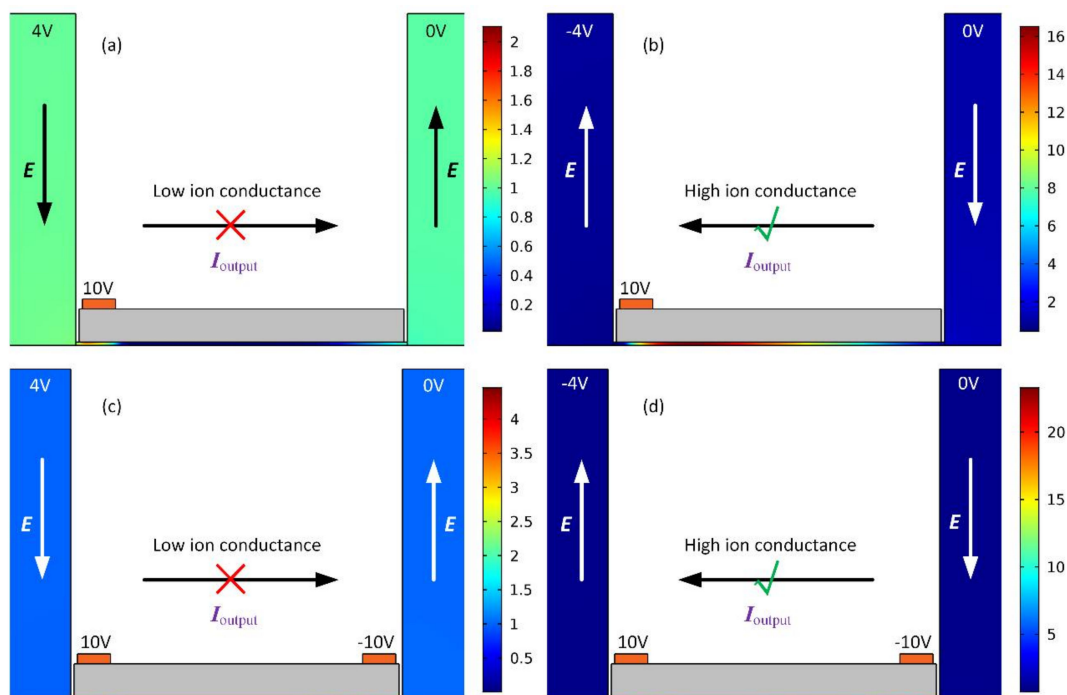 4V
(a)
0V
2
1.8
1.6
1.4
1.2
1
0.8
0.6
0.4
0.2
E
E
Low ion conductance
I output
10V
-4V
(b)
0V
16
14
12
10
8
6
4
2
E
E
High ion conductance
I output
10V
4V
(c)
0V
4
3.5
3
2.5
2
1.5
1
0.5
E
E
Low ion conductance
I output
10V
-10V
-4V
(d)
0V
20
15
10
5
E
E
High ion conductance
I output
10V
-10V